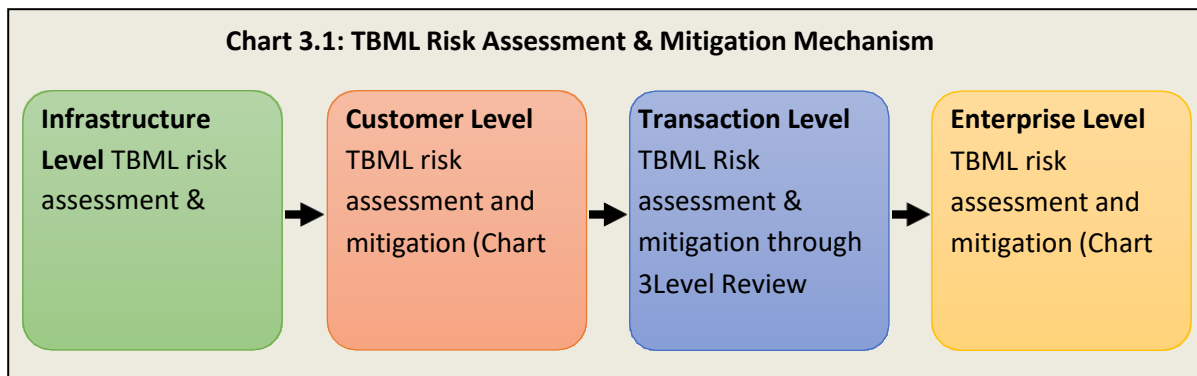 Chart 3.1: TBML Risk Assessment & Mitigation Mechanism
Infrastructure
Level TBML risk
assessment &
Customer Level
TBML risk
assessment and
mitigation (Chart
Transaction Level
TBML Risk
assessment &
mitigation through
3Level Review
Enterprise Level
TBML risk
assessment and
mitigation (Chart